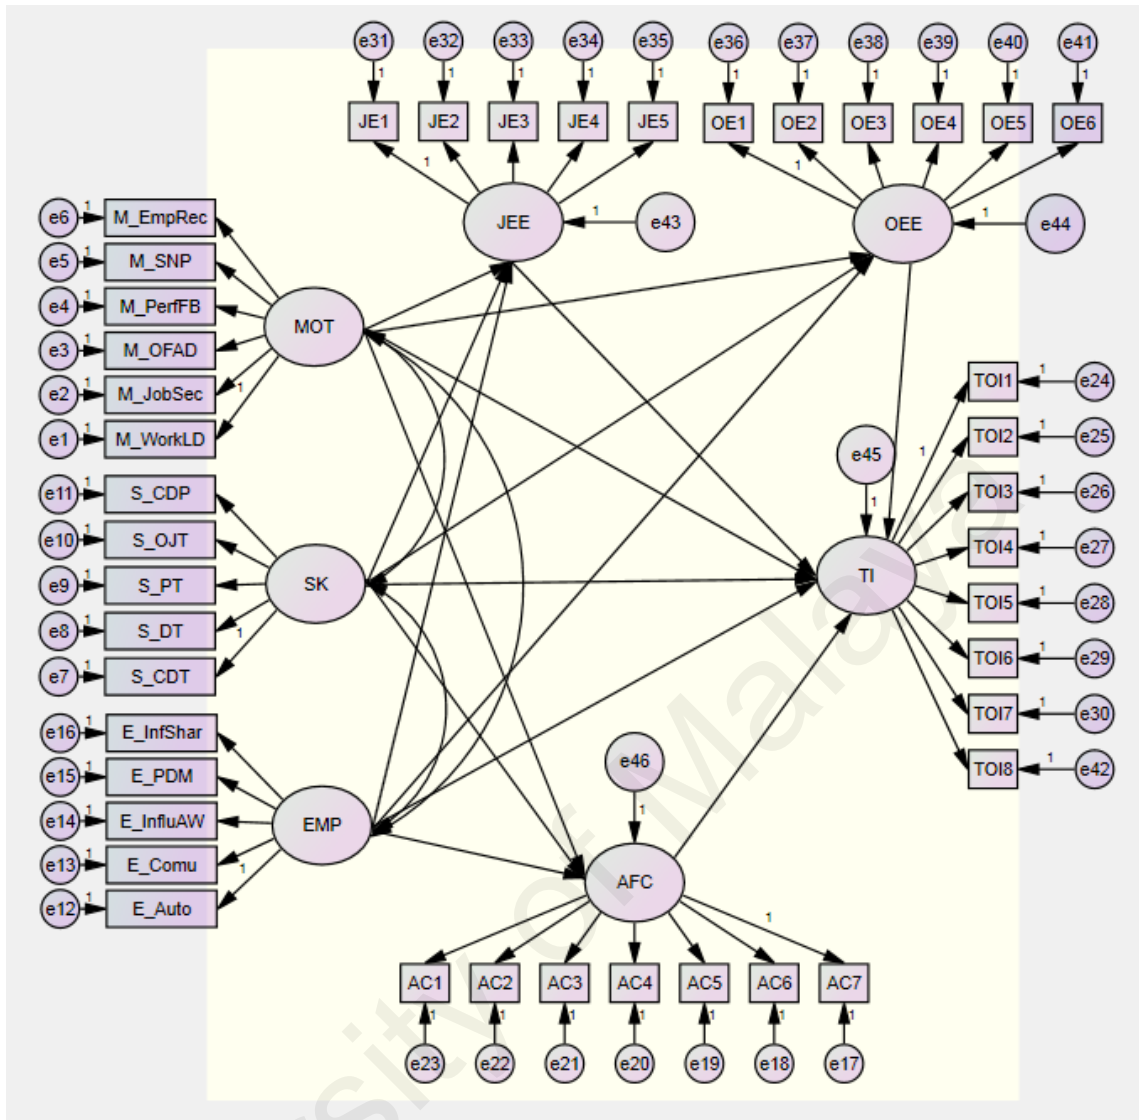 e31 e32 e33 e34 e35 e36 e37 e38 e39 e40 e41
1 1 1 1 1 1 1 1 1 1 1
JE1 JE2 JE3 JE4 JE5 OE1 OE2 OE3 OE4 OE5 OE6
1 1
JEE 1 e43 OEE 1 e44
e6 1 M_EmpRec
e5 1 M_SNP
e4 1 M_PerfFB
e3 1 M_OFAD
e2 1 M_JobSec
e1 1 M_WorkLD
MOT
1
e11 1 S_CDP
e10 1 S_OJT
e9 1 S_PT
e8 1 S_DT
e7 1 S_CDT
SK
1
e16 1 E_InfShar
e15 1 E_PDM
e14 1 E_InfluAW
e13 1 E_Comu
e12 1 E_Auto
EMP
1
TOI1 1 e24
TOI2 1 e25
TOI3 1 e26
TOI4 1 e27
TOI5 1 e28
TOI6 1 e29
TOI7 1 e30
TOI8 1 e42
1
e45
1
TI
e46
1
AFC
1
AC1 AC2 AC3 AC4 AC5 AC6 AC7
1 1 1 1 1 1 1
e23 e22 e21 e20 e19 e18 e17
rsity of Malaya